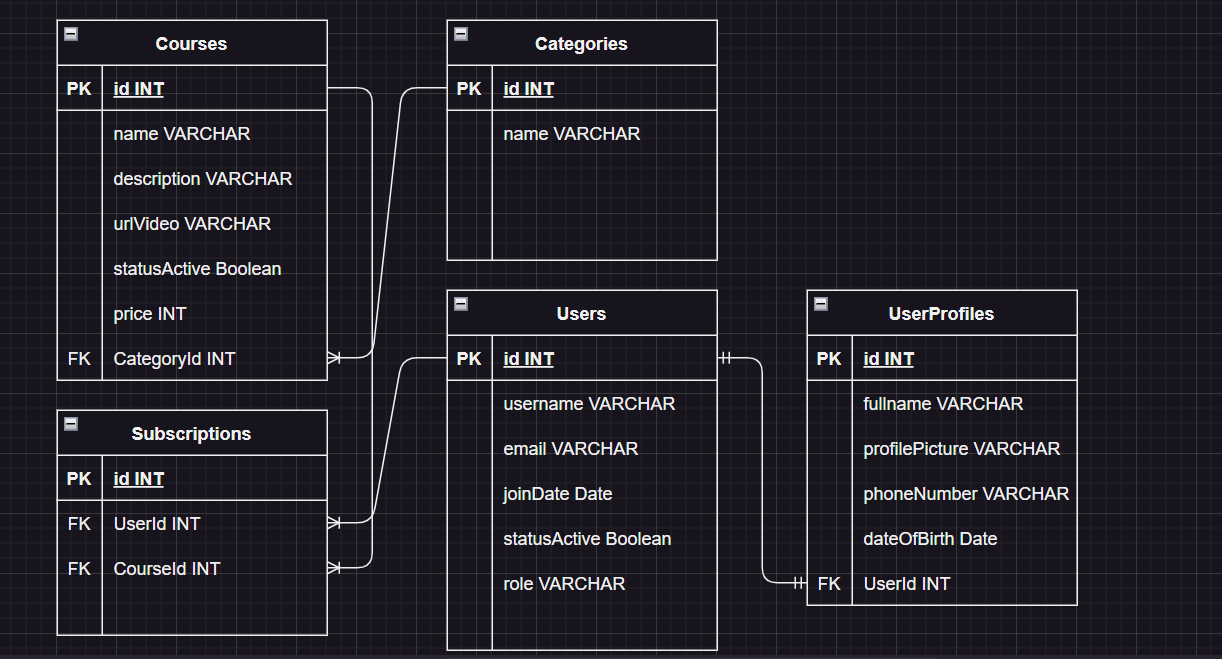 Courses
PK id INT
name VARCHAR
description VARCHAR
urlVideo VARCHAR
statusActive Boolean
price INT
FK CategoryId INT
Categories
PK id INT
name VARCHAR
Subscriptions
PK id INT
FK UserId INT
FK CourseId INT
Users
PK id INT
username VARCHAR
email VARCHAR
joinDate Date
statusActive Boolean
role VARCHAR
UserProfiles
PK id INT
fullname VARCHAR
profilePicture VARCHAR
phoneNumber VARCHAR
dateOfBirth Date
FK UserId INT